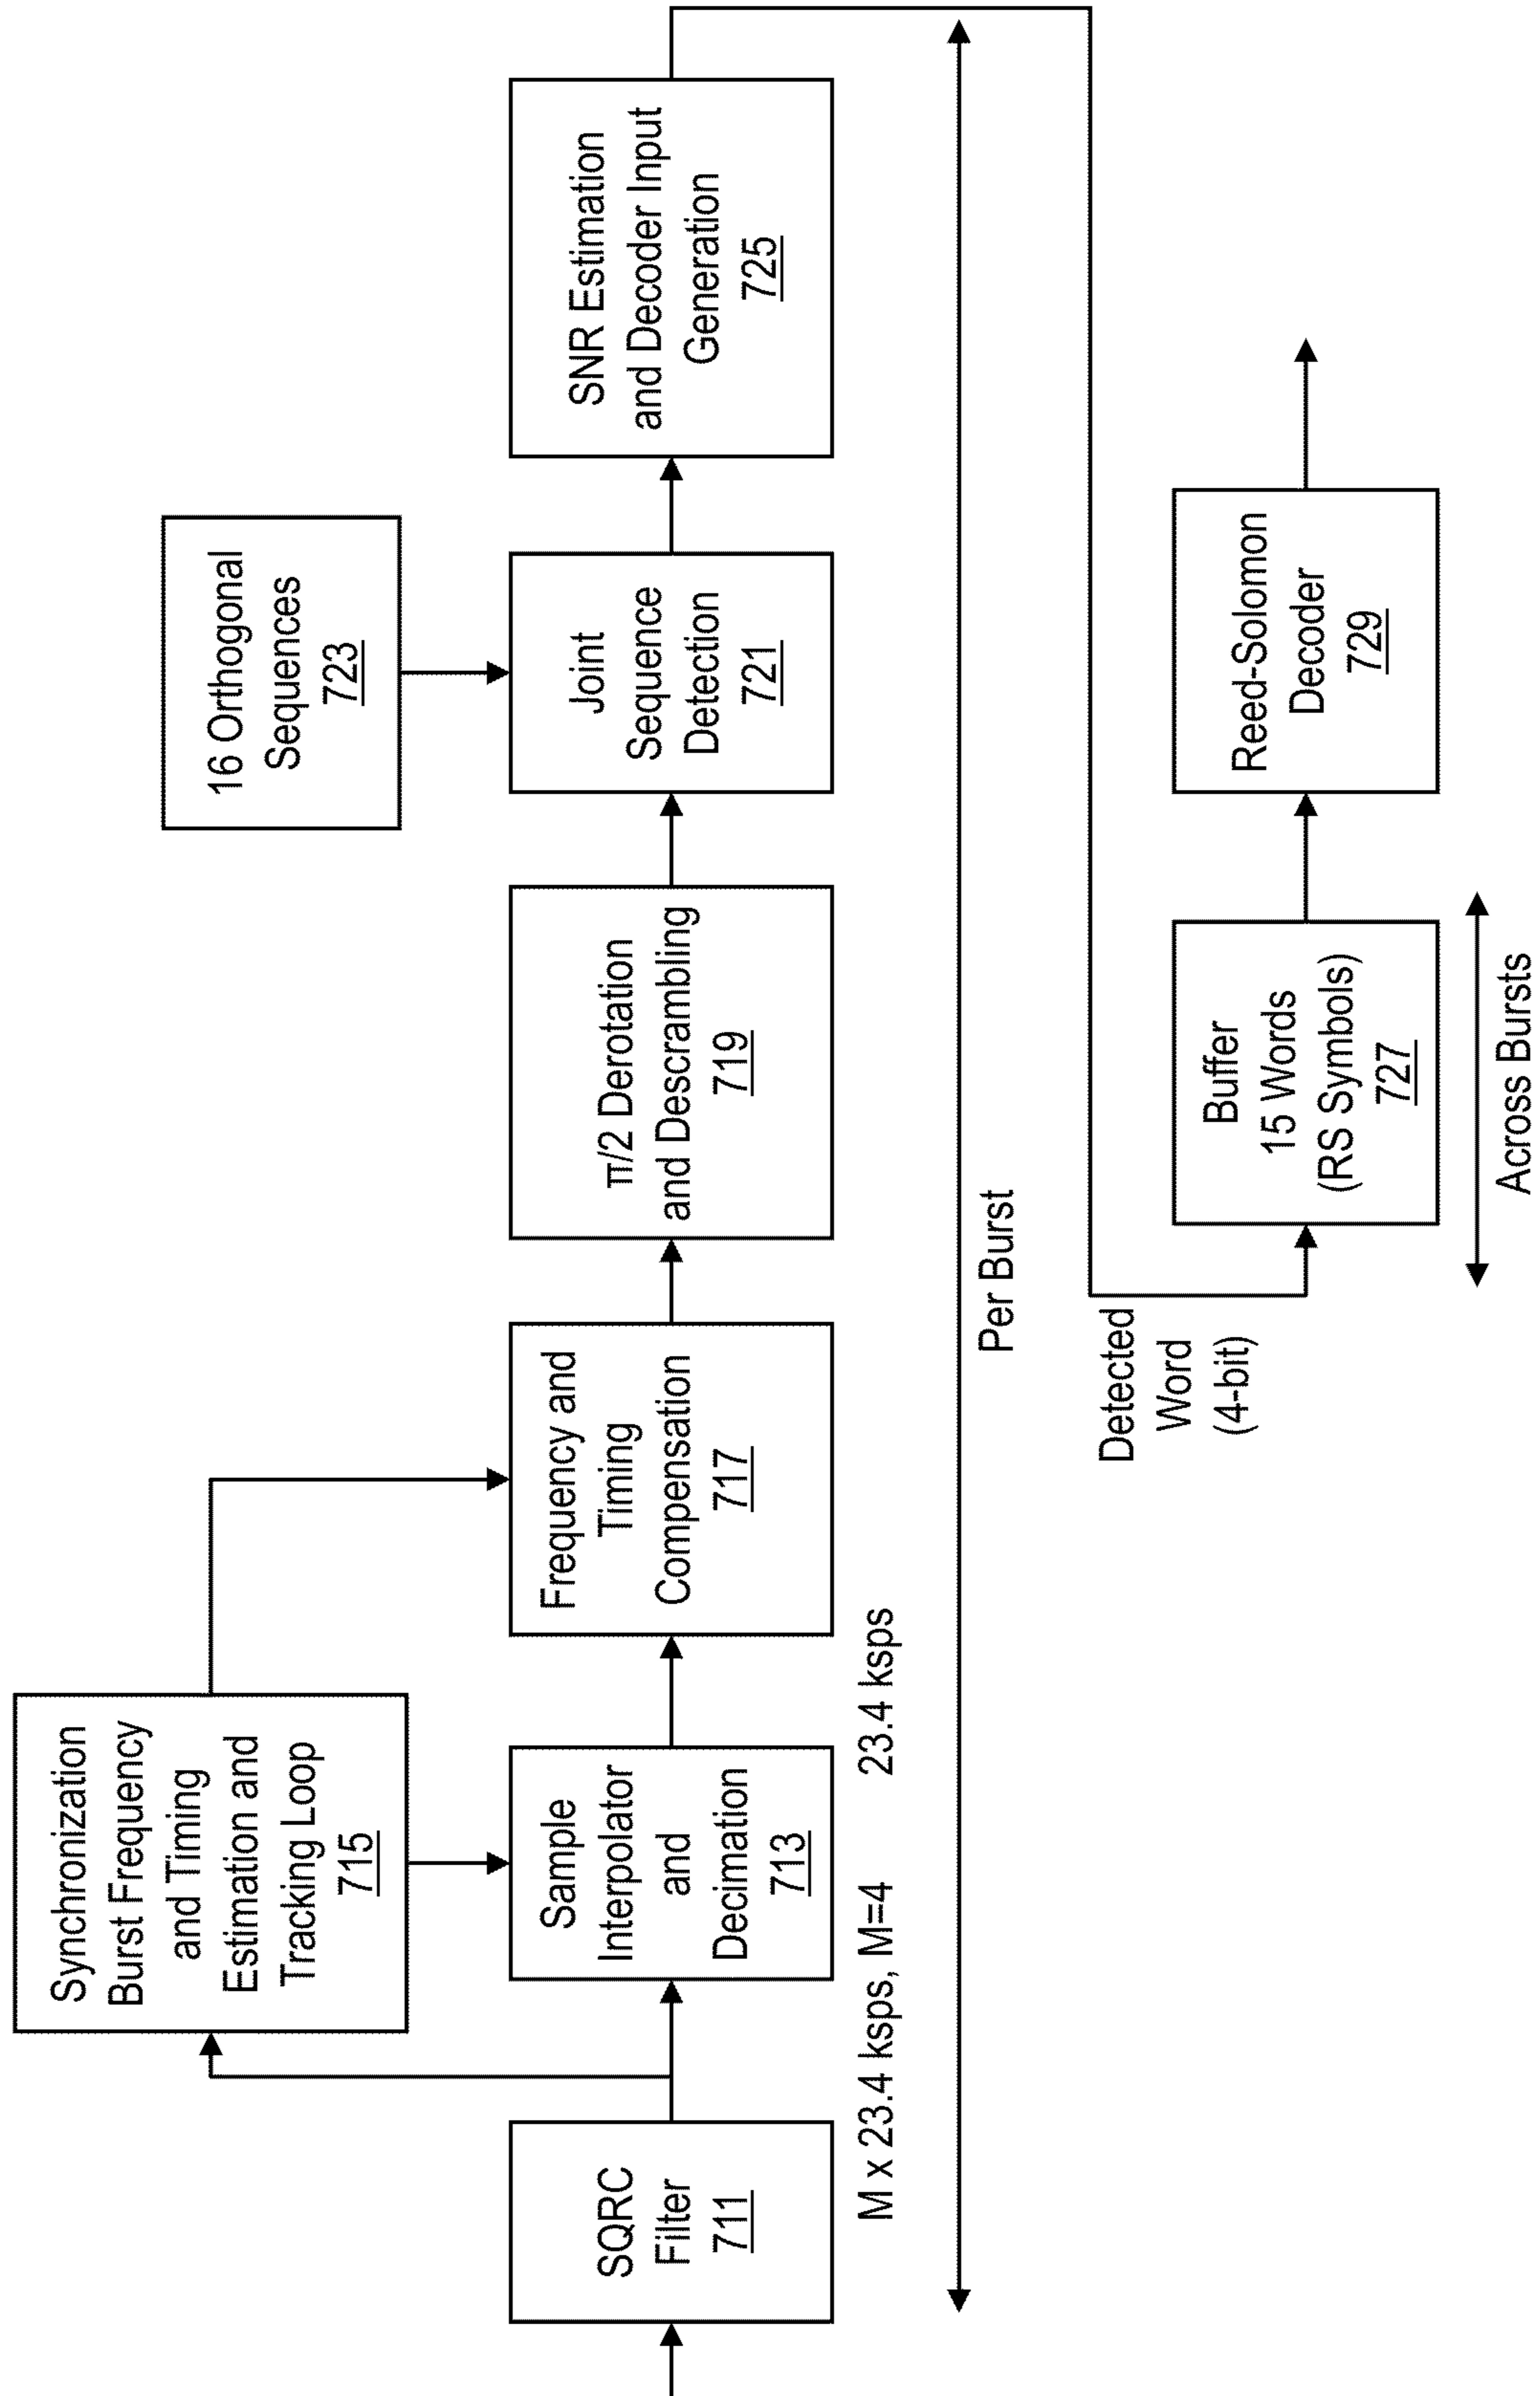 Synchronization
Burst Frequency
and Timing
Estimation and
Tracking Loop
715
16 Orthogonal
Sequences
723
SQRC
Filter
711
Sample
Interpolator
and
Decimation
713
Frequency and
Timing
Compensation
717
π/2 Derotation
and Descrambling
719
Joint
Sequence
Detection
721
SNR Estimation
and Decoder Input
Generation
725
M x 23.4 ksps, M=4
23.4 ksps
Per Burst
Detected
Word
(4-bit)
Buffer
15 Words
(RS Symbols)
727
Reed-Solomon
Decoder
729
Across Bursts